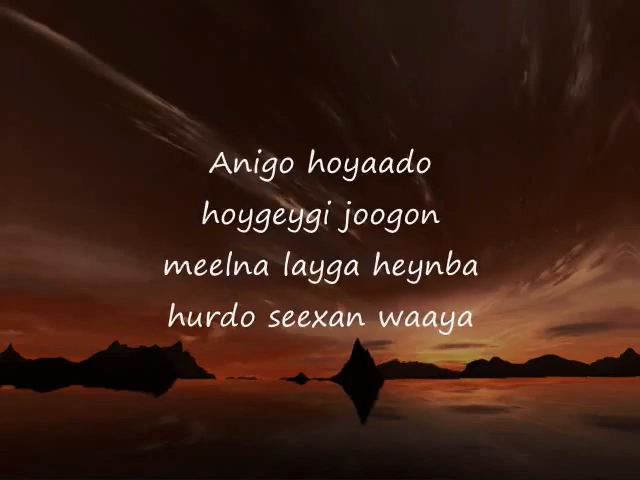 Anigo hoyaado
hoygeygi joogon
meelna layga heynba
hurdo seexan waaya